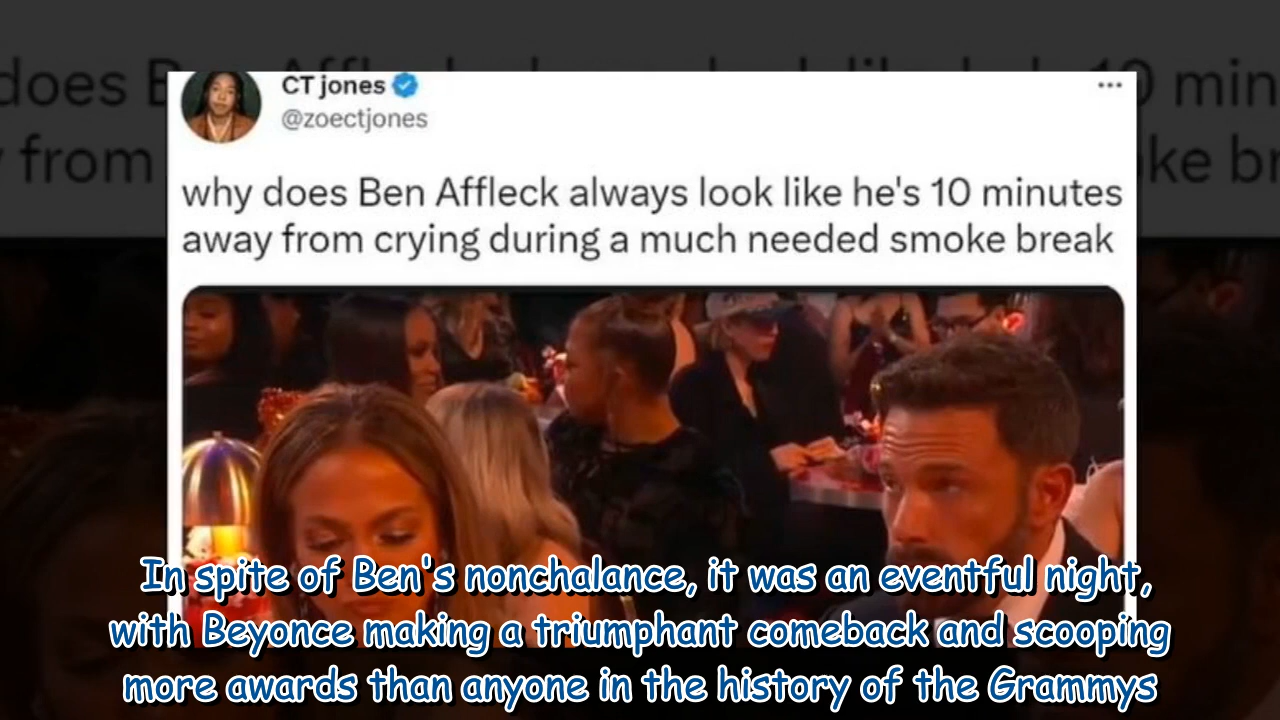 CT jones
@zoectjones
why does Ben Affleck always look like he's 10 minutes
away from crying during a much needed smoke break
In spite of Ben's nonchalance, it was an eventful night,
with Beyonce making a triumphant comeback and scooping
more awards than anyone in the history of the Grammys